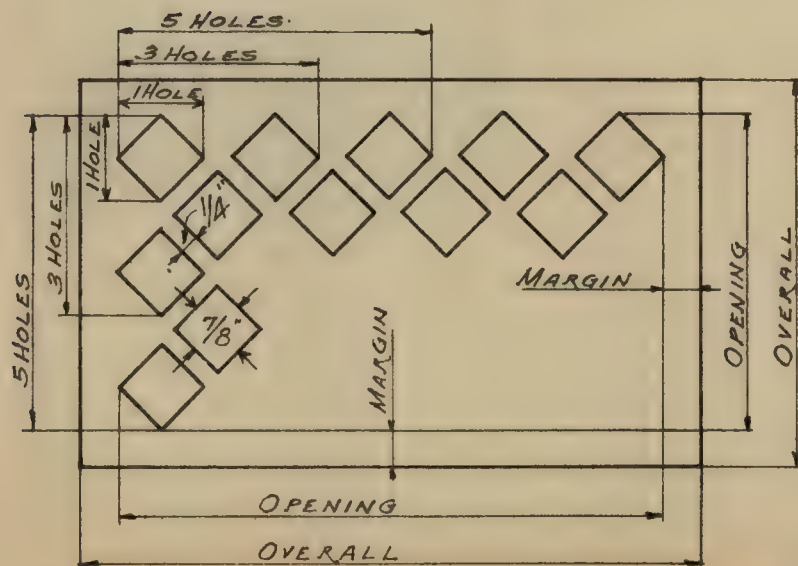 5 HOLES.
3 HOLES
1 HOLE
1 HOLE
3 HOLES
5 HOLES
1/4"
7/8"
MARGIN
MARGIN
OPENING
OVERALL
OPENING
OVERALL